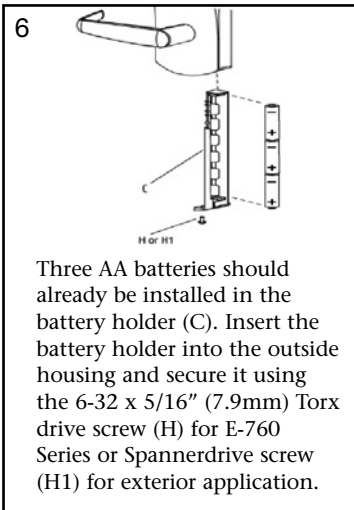 6
C
H or H1
Three AA batteries should
already be installed in the
battery holder (C). Insert the
battery holder into the outside
housing and secure it using
the 6-32 x 5/16” (7.9mm) Torx
drive screw (H) for E-760
Series or Spannerdrive screw
(H1) for exterior application.